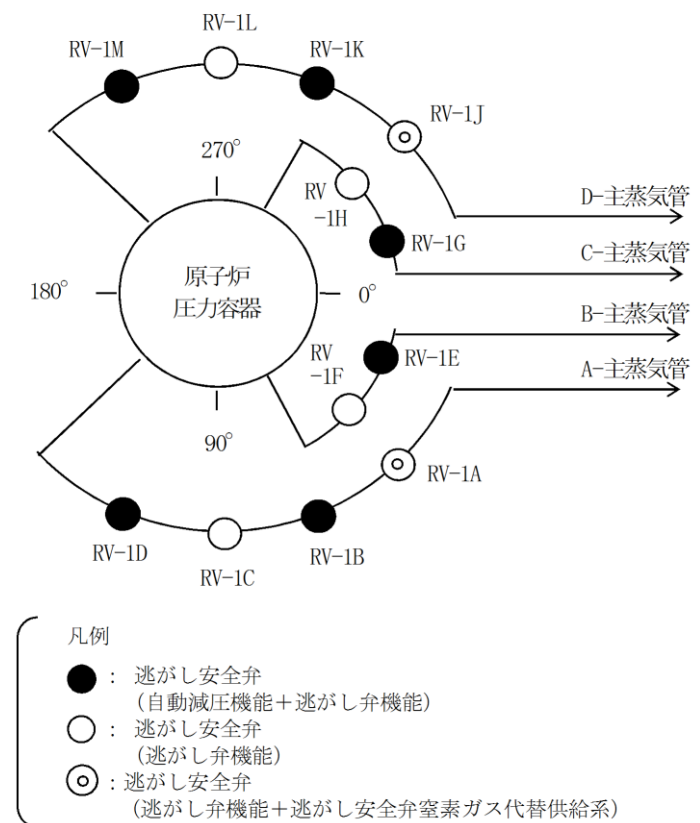 RV-1L
RV-1M
RV-1K
RV-1J
270°
RV
-1H
D-主蒸気管
RV-1G
C-主蒸気管
原子炉
圧力容器
180°
0°
B-主蒸気管
RV
-1F
RV-1E
A-主蒸気管
90°
RV-1A
RV-1D
RV-1B
RV-1C
凡例
: 逃がし安全弁
(自動減圧機能+逃がし弁機能)
: 逃がし安全弁
(逃がし弁機能)
:逃がし安全弁
(逃がし弁機能+逃がし安全弁窒素ガス代替供給系)